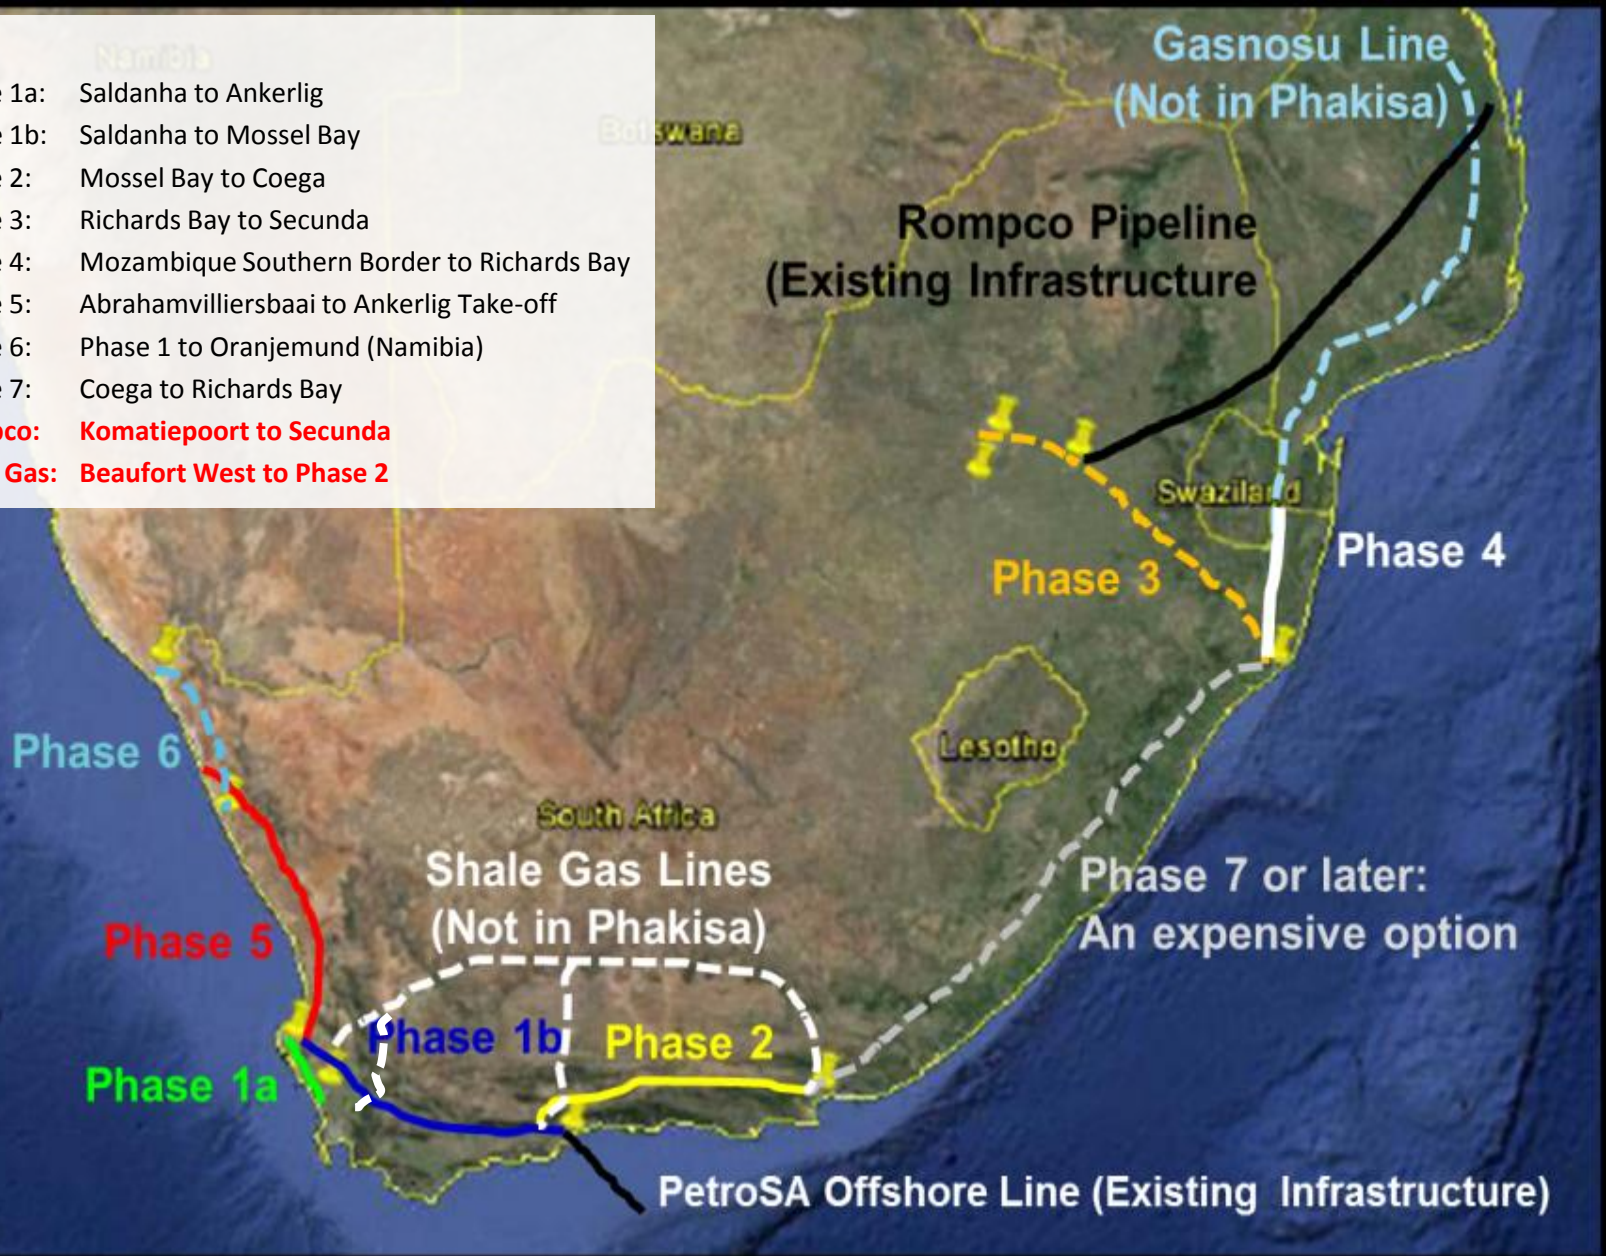 Namibia
e 1a: Saldanha to Ankerlig
e 1b: Saldanha to Mossel Bay
e 2: Mossel Bay to Coega
e 3: Richards Bay to Secunda
e 4: Mozambique Southern Border to Richards Bay
e 5: Abrahamvilliersbaai to Ankerlig Take-off
e 6: Phase 1 to Oranjemund (Namibia)
e 7: Coega to Richards Bay
co: Komatiepoort to Secunda
Gas: Beaufort West to Phase 2
Botswana
Gasnosu Line
(Not in Phakisa)
Rompco Pipeline
(Existing Infrastructure
Swaziland
Phase 4
Phase 3
Phase 6
Lesotho
South Africa
Shale Gas Lines
(Not in Phakisa)
Phase 7 or later:
An expensive option
Phase 5
Phase 1b
Phase 2
Phase 1a
PetroSA Offshore Line (Existing Infrastructure)